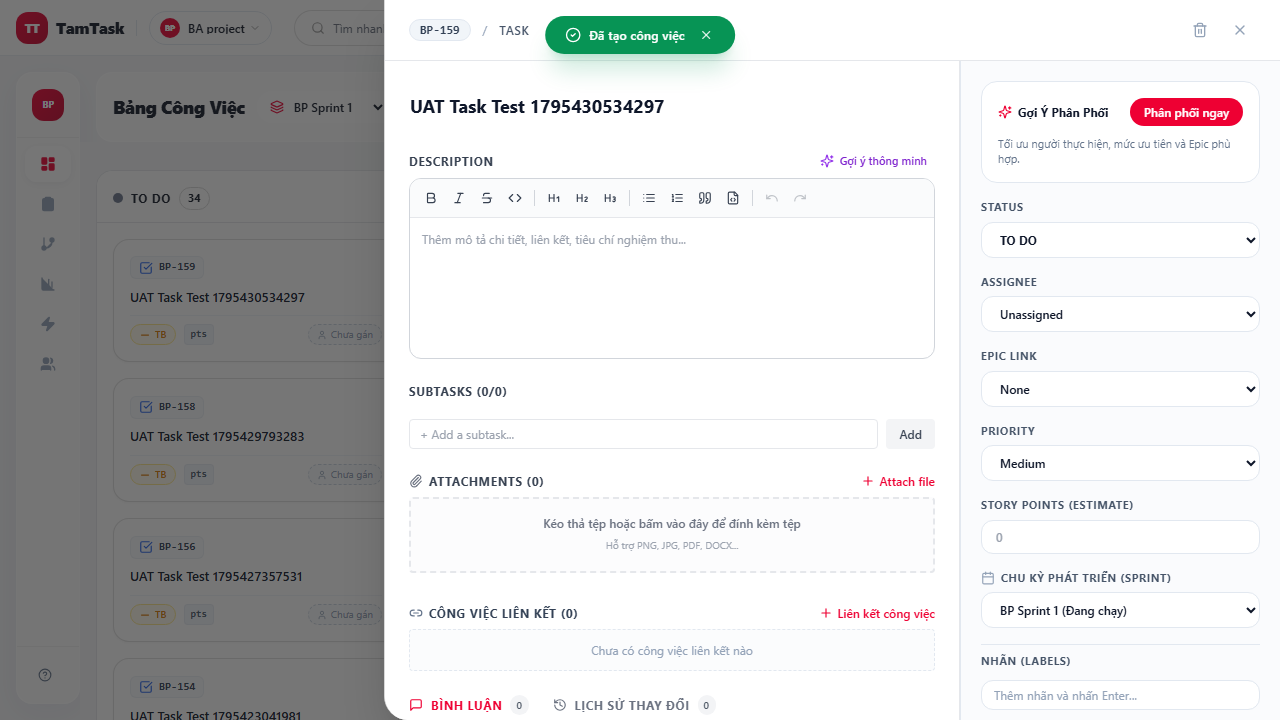 TT TamTask BP BA project Tìm nhanh
BP-159 / TASK
Đã tạo công việc
BP
Bảng Công Việc BP Sprint 1
TO DO 34
BP-159
UAT Task Test 1795430534297
TB pts Chưa gán
BP-158
UAT Task Test 1795429793283
TB pts Chưa gán
BP-156
UAT Task Test 1795427357531
TB pts Chưa gán
BP-154
UAT Task Test 1795423041981
UAT Task Test 1795430534297
DESCRIPTION Gợi ý thông minh
B I S <> H1 H2 H3
Thêm mô tả chi tiết, liên kết, tiêu chí nghiệm thu...
SUBTASKS (0/0)
+ Add a subtask... Add
ATTACHMENTS (0) + Attach file
Kéo thả tệp hoặc bấm vào đây để đính kèm tệp
Hỗ trợ PNG, JPG, PDF, DOCX...
CÔNG VIỆC LIÊN KẾT (0) + Liên kết công việc
Chưa có công việc liên kết nào
BÌNH LUẬN 0 LỊCH SỬ THAY ĐỔI 0
Gợi Ý Phân Phối Phân phối ngay
Tối ưu người thực hiện, mức ưu tiên và Epic phù
hợp.
STATUS
TO DO
ASSIGNEE
Unassigned
EPIC LINK
None
PRIORITY
Medium
STORY POINTS (ESTIMATE)
0
CHU KỲ PHÁT TRIỂN (SPRINT)
BP Sprint 1 (Đang chạy)
NHÃN (LABELS)
Thêm nhãn và nhấn Enter...